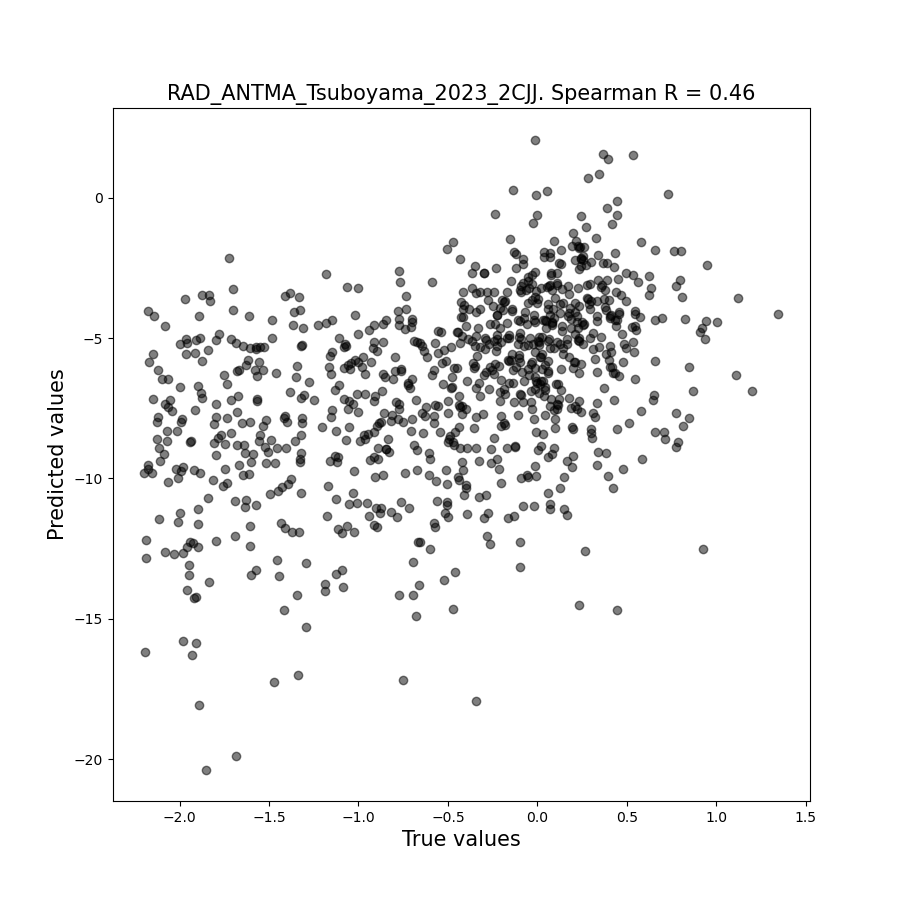 RAD_ANTMA_Tsuboyama_2023_2CJJ. Spearman R = 0.46
Predicted values
0
−5
−10
−15
−20
−2.0 −1.5 −1.0 −0.5 0.0 0.5 1.0 1.5
True values